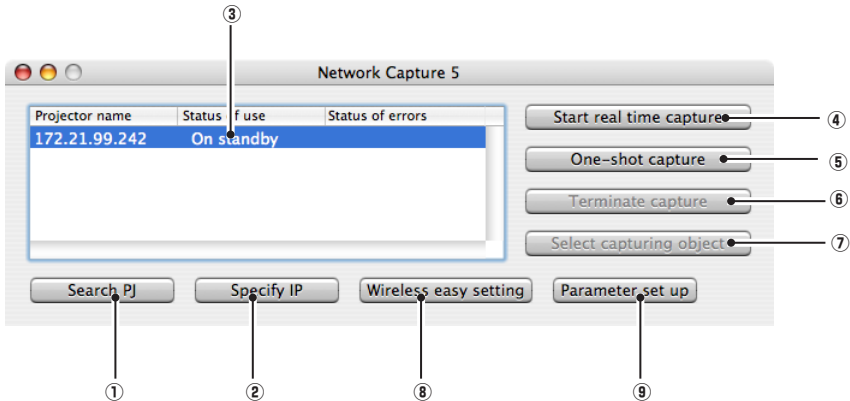 ③
Network Capture 5
Projector name Status of use Status of errors
172.21.99.242 On standby
Start real time capture ④
One-shot capture ⑤
Terminate capture ⑥
Select capturing object ⑦
Search PJ Specify IP Wireless easy setting Parameter set up
① ② ⑧ ⑨